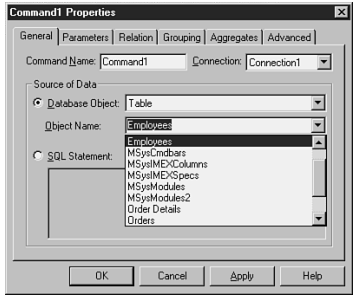 Command1 Properties
General Parameters Relation Grouping Aggregates Advanced
Command Name: Command1 Connection: Connection1
Source of Data
Database Object: Table
Object Name: Employees
Employees
MSysCmdbars
SQL Statement: MSysIMEXColumns
MSysIMEXSpecs
MSysModules
MSysModules2
Order Details
Orders
OK Cancel Apply Help